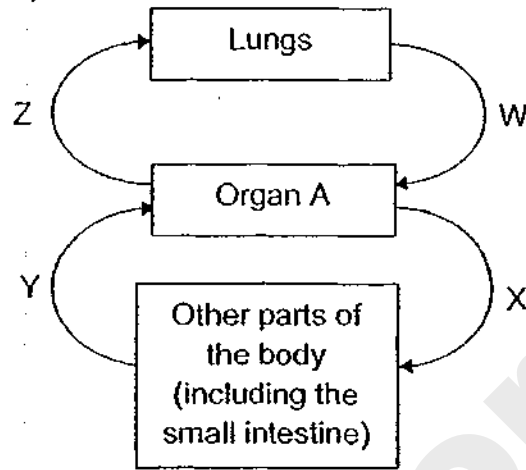 Lungs
Z
W
Organ A
Y
X
Other parts of
the body
(including the
small intestine)